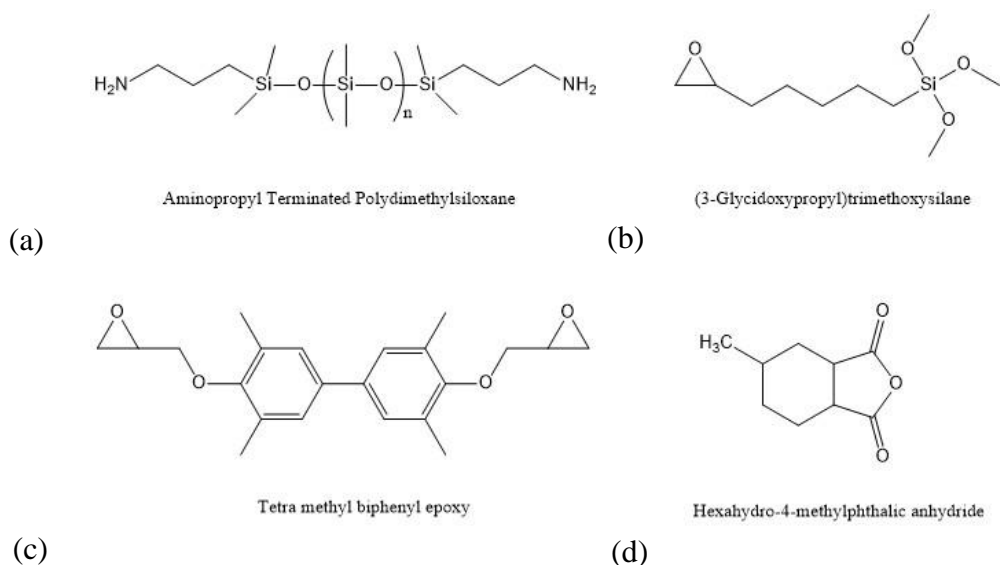 H₂N Si O Si O Si NH₂
n
Aminopropyl Terminated Polydimethylsiloxane
(a)
O O Si O O
(3-Glycidoxypropyl)trimethoxysilane
(b)
O O O O
Tetra methyl biphenyl epoxy
(c)
H₃C O O O
Hexahydro-4-methylphthalic anhydride
(d)